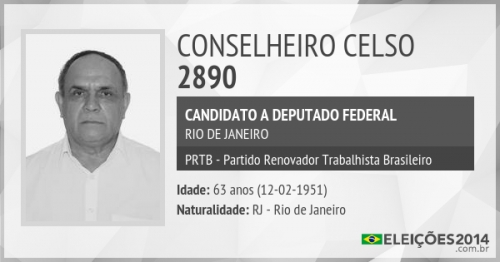 CONSELHEIRO CELSO
2890
CANDIDATO A DEPUTADO FEDERAL
RIO DE JANEIRO
PRTB - Partido Renovador Trabalhista Brasileiro
Idade: 63 anos (12-02-1951)
Naturalidade: RJ - Rio de Janeiro
ELEIÇÕES2014
.com.br